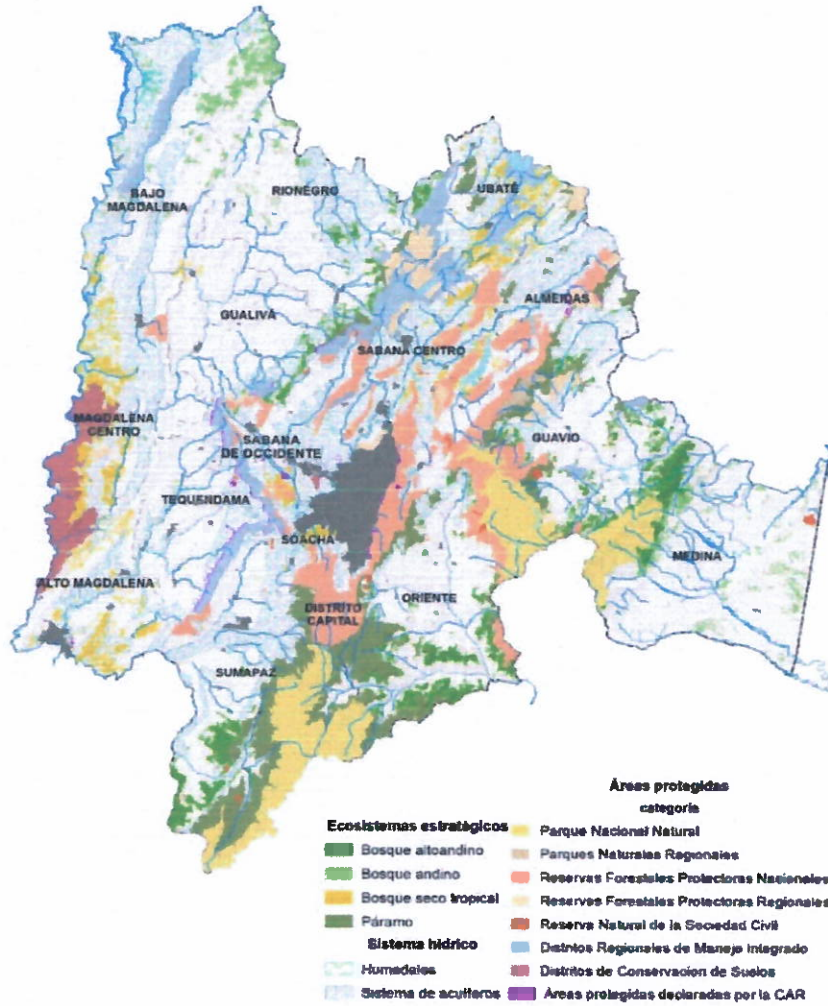 RIONEGRO
UBATÉ
BAJO
MAGDALENA
ALMEIDAS
GUALIVÁ
SABANA CENTRO
MAGDALENA
CENTRO
SABANA
DE OCCIDENTE
GUAVIO
TEQUENDAMA
SOACHA
MEDINA
ALTO MAGDALENA
ORIENTE
DISTRITO
CAPITAL
SUMAPAZ
Ecosistemas estratégicos
Bosque altoandino
Bosque andino
Bosque seco tropical
Páramo
Sistema hídrico
Humedales
Sistema de acuíferos
Áreas protegidas
categoría
Parque Nacional Natural
Parques Naturales Regionales
Reservas Forestales Protectoras Nacionales
Reservas Forestales Protectoras Regionales
Reserva Natural de la Sociedad Civil
Distritos Regionales de Manejo Integrado
Distritos de Conservacion de Suelos
Áreas protegidas declaradas por la CAR